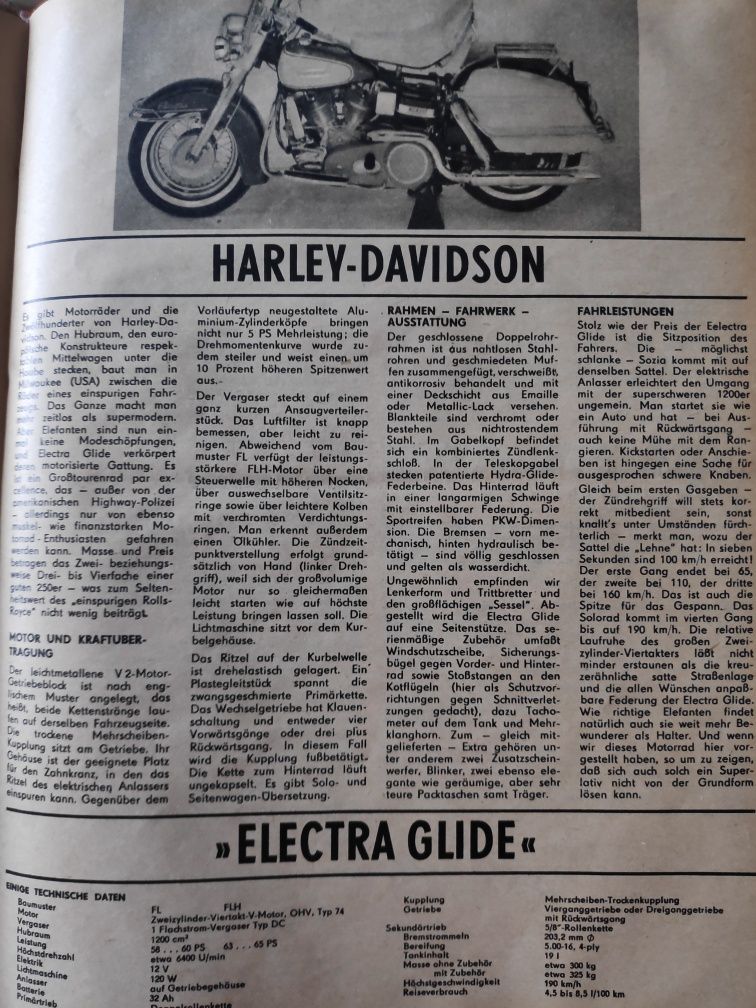 HARLEY-DAVIDSON
Es gibt Motorräder und die
Zwölfhunderter von Harley-Da-
vidson. Den Hubraum, den euro-
päische Konstrukteure respek-
tablen Mittelwagen unter die
Haube stecken, baut man in
Milwaukee (USA) zwischen die
Räder eines einspurigen Fahr-
zeugs. Das Ganze macht man
mehr zeitlos als supermodern.
Elefanten sind nun ein-
mal keine Modeschöpfungen,
und Electra Glide verkörpert
deren motorisierte Gattung. Es
ist ein Großtourenrad par ex-
cellence, das — außer von der
amerikanischen Highway-Polizei
— allerdings nur von ebenso
muskel- wie finanzstarken Mo-
torrad-Enthusiasten gefahren
werden kann. Masse und Preis
betragen das Zwei- beziehungs-
weise Drei- bis Vierfache einer
guten 250er — was zum Selten-
heitswert des „einspurigen Rolls-
Royce" nicht wenig beiträgt.
MOTOR UND KRAFTUBER-
TRAGUNG
Der leichtmetallene V 2-Motor-
Getriebeblock ist nach eng-
lischem Muster angelegt, das
heißt, beide Kettenstränge lau-
fen auf derselben Fahrzeugseite.
Die trockene Mehrscheiben-
Kupplung sitzt am Getriebe. Ihr
Gehäuse ist der geeignete Platz
für den Zahnkranz, in den das
Ritzel des elektrischen Anlassers
einspuren kann. Gegenüber dem
Vorläufertyp neugestaltete Alu-
minium-Zylinderköpfe bringen
nicht nur 5 PS Mehrleistung; die
Drehmomentenkurve wurde zu-
dem steiler und weist einen um
10 Prozent höheren Spitzenwert
aus.-
Der Vergaser steckt auf einem
ganz kurzen Ansaugverteiler-
stück. Das Luftfilter ist knapp
bemessen, aber leicht zu rei-
nigen. Abweichend vom Bau-
muster FL verfügt der leistungs-
stärkere FLH-Motor über eine
Steuerwelle mit höheren Nocken,
über auswechselbare Ventilsitz-
ringe sowie über leichtere Kolben
mit verchromten Verdichtungs-
ringen. Man erkennt außerdem
einen Olkühler. Die Zündzeit-
punktverstellung erfolgt grund-
sätzlich von Hand (linker Dreh-
griff), weil sich der großvolumige
Motor nur so gleichermaßen
leicht starten wie auf höchste
Leistung bringen lassen soll. Die
Lichtmaschine sitzt vor dem Kur-
belgehäuse.
Das Ritzel auf der Kurbelwelle
ist drehelastisch gelagert. Ein
Plastegleitstück spannt die
zwangsgeschmierte Primärkette.
Das Wechselgetriebe hat Klauen-
schaltung und entweder vier
Vorwärtsgänge oder drei plus
Rückwärtsgang. In diesem Fall
wird die Kupplung fußbetätigt.
Die Kette zum Hinterrad läuft
ungekapselt. Es gibt Solo- und
Seitenwagen-Übersetzung.
RAHMEN — FAHRWERK —
AUSSTATTUNG
Der geschlossene Doppelrohr-
rahmen ist aus nahtlosen Stahl-
rohren und geschmiedeten Muf-
fen zusammengefügt, verschweißt,
antikorrosiv behandelt und mit
einer Deckschicht aus Emaille
oder Metallic-Lack versehen.
Blankteile sind verchromt oder
bestehen aus nichtrostendem
Stahl. Im Gabelkopf befindet
sich ein kombiniertes Zündlenk-
schloß. In der Teleskopgabel
stecken patentierte Hydra-Glide-
Federbeine. Das Hinterrad läuft
in einer langarmigen Schwinge
mit einstellbarer Federung. Die
Sportreifen haben PKW-Dimen-
sion. Die Bremsen — vorn me-
chanisch, hinten hydraulisch be-
tätigt — sind völlig geschlossen
und gelten als wasserdicht.
Ungewöhnlich empfinden wir
Lenkerform und Trittbretter und
den großflächigen „Sessel". Ab-
gestellt wird die Electra Glide
auf eine Seitenstütze. Das se-
rienmäßige Zubehör umfaßt
Windschutzscheibe, Sicherungs-
bügel gegen Vorder- und Hinter-
rad sowie Stoßstangen an den
Kotflügeln (hier als Schutzvor-
richtungen gegen Schnittverlet-
zungen gedacht), dazu Tacho-
meter auf dem Tank und Mehr-
klanghorn. Zum — gleich mit-
gelieferten — Extra gehören un-
ter anderem zwei Zusatzschein-
werfer, Blinker, zwei ebenso ele-
gante wie geräumige, aber sehr
teure Packtaschen samt Träger.
FAHRLEISTUNGEN
Stolz wie der Preis der Eelectra
Glide ist die Sitzposition des
Fahrers. Die — möglichst
schlanke — Sozia kommt mit auf
denselben Sattel. Der elektrische
Anlasser erleichtert den Umgang
mit der superschweren 1200er
ungemein. Man startet sie wie
ein Auto und hat — bei Aus-
führung mit Rückwärtsgang —
auch keine Mühe mit dem Ran-
gieren. Kickstarten oder Anschie-
ben ist hingegen eine Sache für
ausgesprochen schwere Knaben.
Gleich beim ersten Gasgeben —
der Zündregriff will stets kor-
rekt mitbedient sein, sonst
knallt's unter Umständen fürch-
terlich — merkt man, wozu der
Sattel die „Lehne" hat: In sieben
Sekunden sind 100 km/h erreicht!
Der erste Gang endet bei 65,
der zweite bei 110, der dritte
bei 160 km/h. Das ist auch die
Spitze für das Gespann. Das
Solorad kommt im vierten Gang
bis auf 190 km/h. Die relative
Laufruhe des großen Zwei-
zylinder-Viertakters läßt nicht
minder erstaunen als die kreu-
zerähnliche satte Straßenlage
und die allen Wünschen anpaß-
bare Federung der Electra Glide.
Wie richtige Elefanten findet
natürlich auch sie weit mehr Be-
wunderer als Halter. Und wenn
wir dieses Motorrad hier vor-
gestellt haben, so um zu zeigen,
daß sich auch solch ein Super-
lativ nicht von der Grundform
lösen kann.
»ELECTRA GLIDE«
EINIGE TECHNISCHE DATEN
Baumuster FL FLH
Motor Zweizylinder-Viertakt-V-Motor, OHV, Typ 74
Vergaser 1 Flachstrom-Vergaser Typ DC
Hubraum 1200 cm³
Leistung 58 . . . 60 PS 63 . . . 65 PS
Höchstdrehzahl etwa 6400 U/min
Elektrik 12 V
Lichtmaschine 120 W
Anlasser auf Getriebegehäuse
Batterie 32 Ah
Primärtrieb Doppelrollenkette
Kupplung Mehrscheiben-Trockenkupplung
Getriebe Vierganggetriebe oder Dreiganggetriebe
mit Rückwärtsgang
Sekundärtrieb 5/8"-Rollenkette
Bremstrommeln 203,2 mm Ø
Bereifung 5.00-16, 4-ply
Tankinhalt 19 l
Masse ohne Zubehör etwa 300 kg
mit Zubehör etwa 325 kg
Höchstgeschwindigkeit 190 km/h
Reiseverbrauch 4,5 bis 8,5 l/100 km